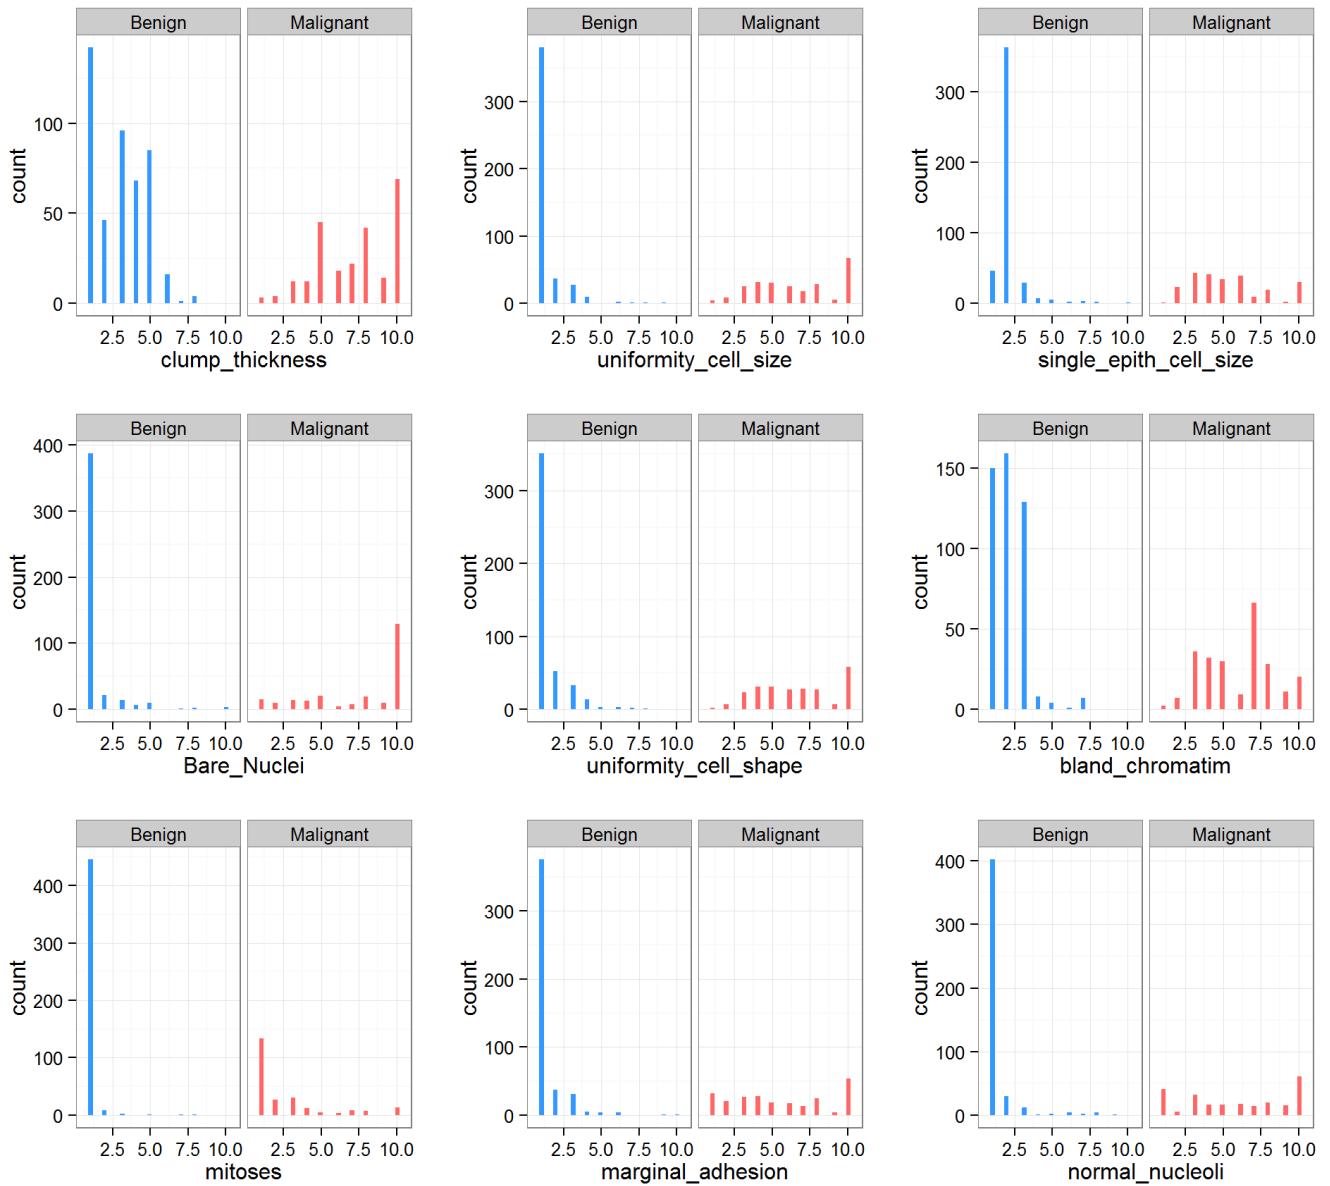 Benign Malignant
count
100
50
0
2.5 5.0 7.5 10.0 2.5 5.0 7.5 10.0
clump_thickness
Benign Malignant
count
300
200
100
0
2.5 5.0 7.5 10.0 2.5 5.0 7.5 10.0
uniformity_cell_size
Benign Malignant
count
300
200
100
0
2.5 5.0 7.5 10.0 2.5 5.0 7.5 10.0
single_epith_cell_size
Benign Malignant
count
400
300
200
100
0
2.5 5.0 7.5 10.0 2.5 5.0 7.5 10.0
Bare_Nuclei
Benign Malignant
count
300
200
100
0
2.5 5.0 7.5 10.0 2.5 5.0 7.5 10.0
uniformity_cell_shape
Benign Malignant
count
150
100
50
0
2.5 5.0 7.5 10.0 2.5 5.0 7.5 10.0
bland_chromatim
Benign Malignant
count
400
300
200
100
0
2.5 5.0 7.5 10.0 2.5 5.0 7.5 10.0
mitoses
Benign Malignant
count
300
200
100
0
2.5 5.0 7.5 10.0 2.5 5.0 7.5 10.0
marginal_adhesion
Benign Malignant
count
400
300
200
100
0
2.5 5.0 7.5 10.0 2.5 5.0 7.5 10.0
normal_nucleoli